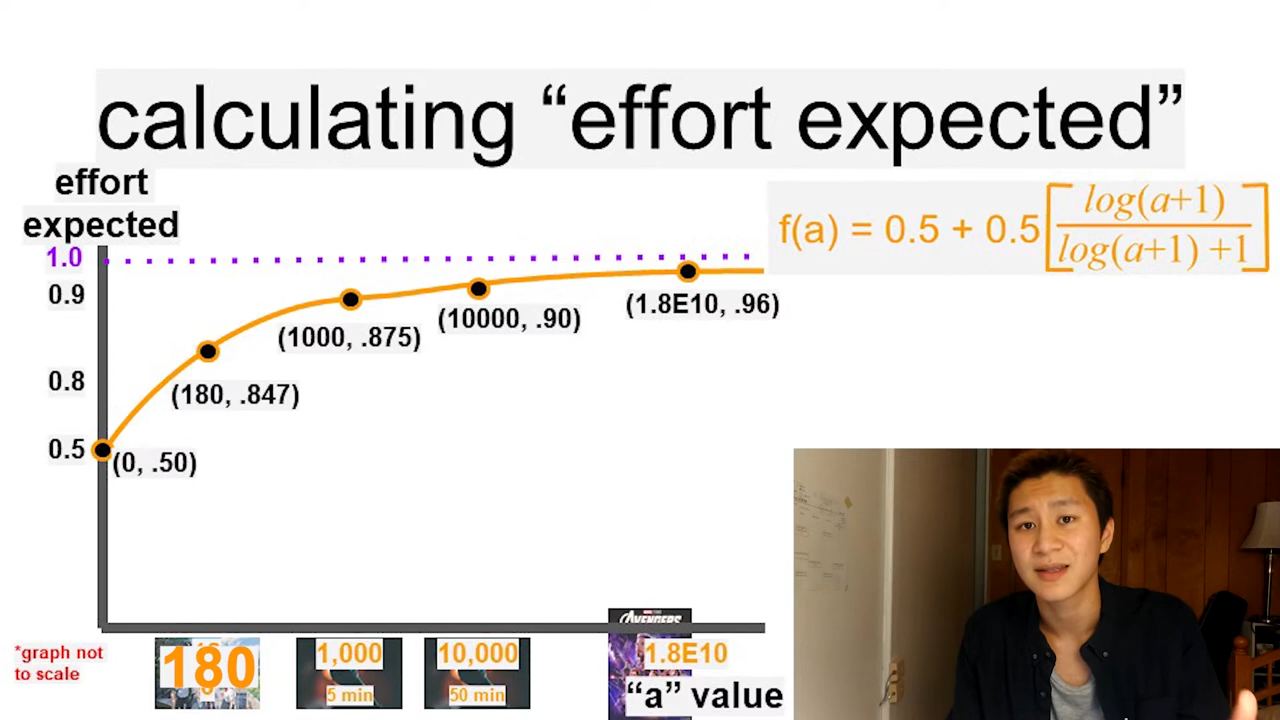 calculating “effort expected”
effort
expected
f(a) = 0.5 + 0.5[log(a+1) / log(a+1) +1]
1.0
0.9
0.8
0.5
(0, .50)
(180, .847)
(1000, .875)
(10000, .90)
(1.8E10, .96)
*graph not
to scale
180
1,000
5 min
10,000
50 min
AVENGERS
1.8E10
“a” value